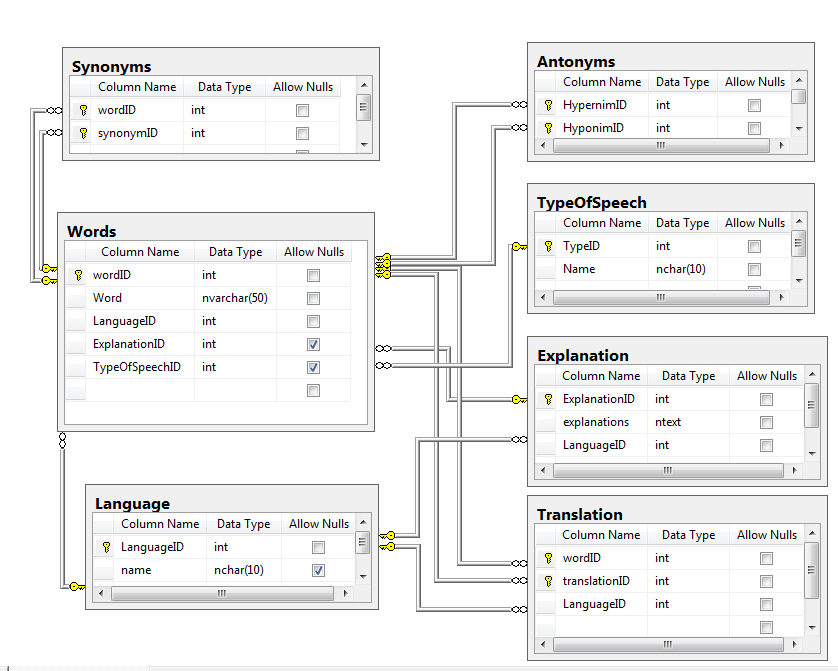 Synonyms
Column Name Data Type Allow Nulls
wordID int
synonymID int
Antonyms
Column Name Data Type Allow Nulls
HypernimID int
HyponimID int
TypeOfSpeech
Column Name Data Type Allow Nulls
TypeID int
Name nchar(10)
Words
Column Name Data Type Allow Nulls
wordID int
Word nvarchar(50)
LanguageID int
ExplanationID int
TypeOfSpeechID int
Explanation
Column Name Data Type Allow Nulls
ExplanationID int
explanations ntext
LanguageID int
Language
Column Name Data Type Allow Nulls
LanguageID int
name nchar(10)
Translation
Column Name Data Type Allow Nulls
wordID int
translationID int
LanguageID int